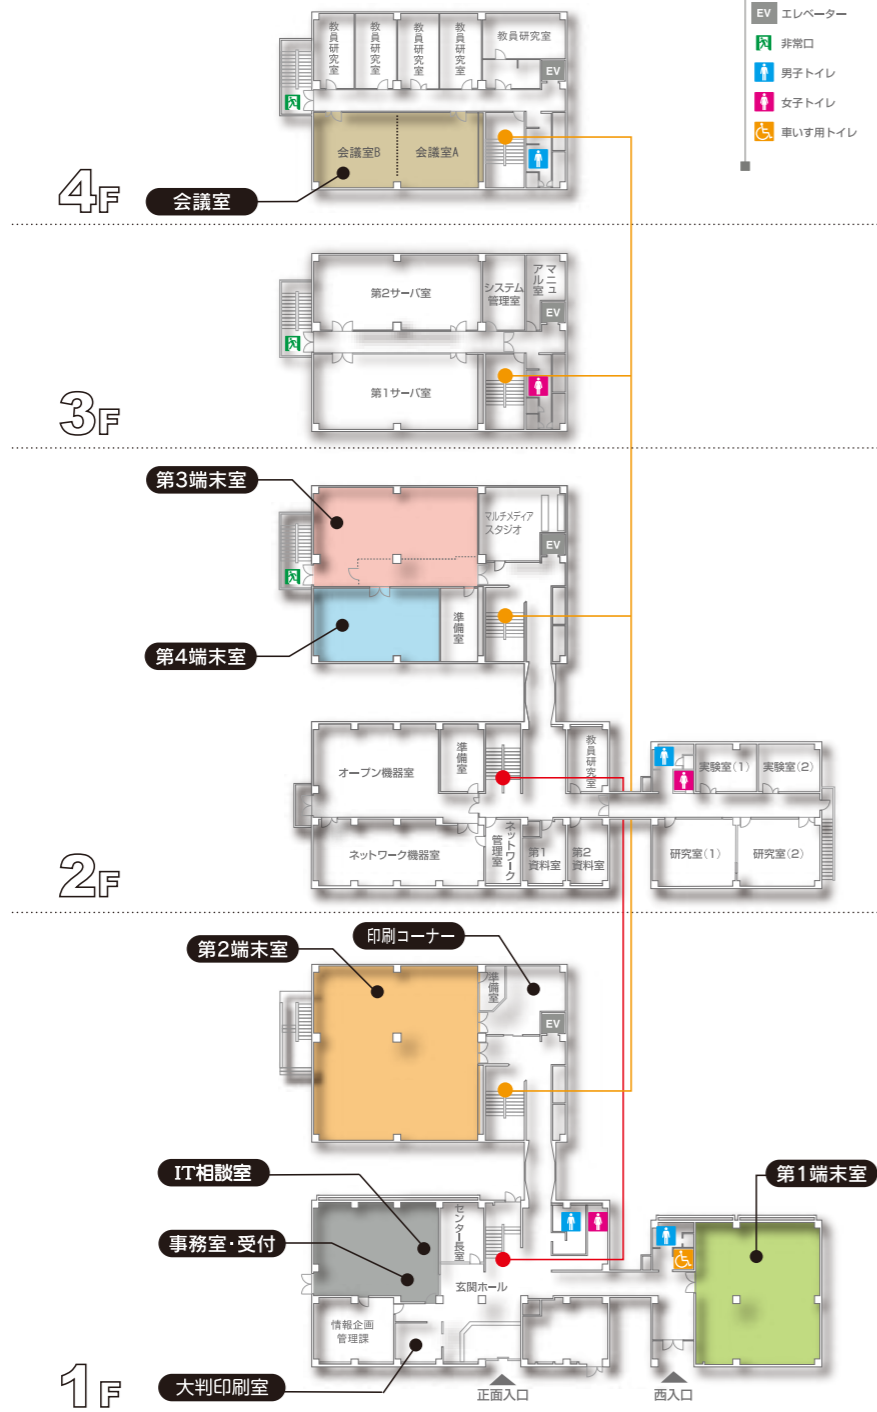 EV エレベーター
非常口
男子トイレ
女子トイレ
車いす用トイレ
4F
教員研究室
教員研究室
教員研究室
教員研究室
教員研究室
EV
会議室B
会議室A
会議室
3F
第2サーバ室
システム
管理室
マニュ
アル室
EV
第1サーバ室
2F
第3端末室
マルチメディア
スタジオ
EV
第4端末室
準備室
オープン機器室
準備室
教員研究室
実験室(1)
実験室(2)
ネットワーク機器室
ネットワーク
管理室
第1
資料室
第2
資料室
研究室(1)
研究室(2)
1F
第2端末室
印刷コーナー
準備室
EV
IT相談室
事務室・受付
センター長室
玄関ホール
第1端末室
情報企画
管理課
大判印刷室
正面入口
西入口